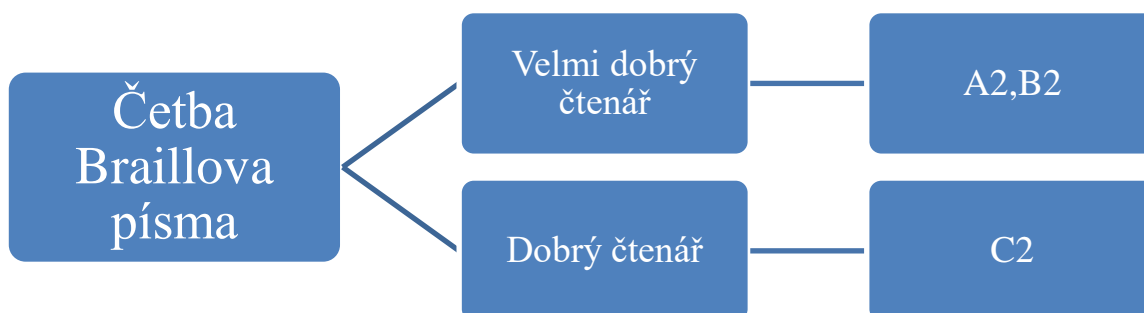 Četba
Braillova
písma
Velmi dobrý
čtenář
A2,B2
Dobrý čtenář
C2